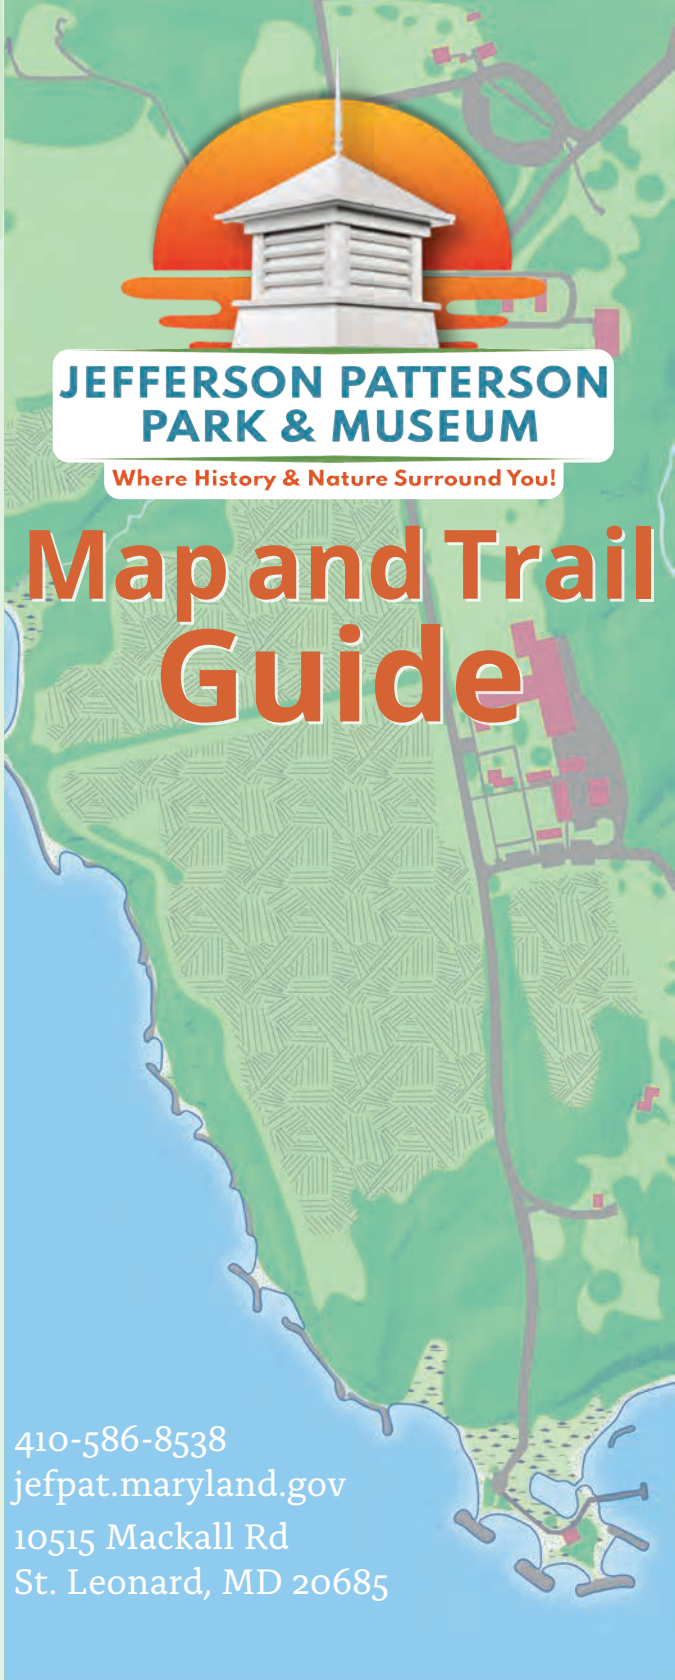 JEFFERSON PATTERSON
PARK & MUSEUM
Where History & Nature Surround You!
Map and Trail
Guide
410-586-8538
jefpat.maryland.gov
10515 Mackall Rd
St. Leonard, MD 20685